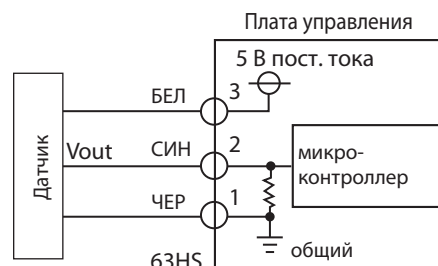 Плата управления
5 В пост. тока
БЕЛ
3
Датчик
Vout
СИН
2
микро-
контроллер
ЧЕР
1
общий
63HS